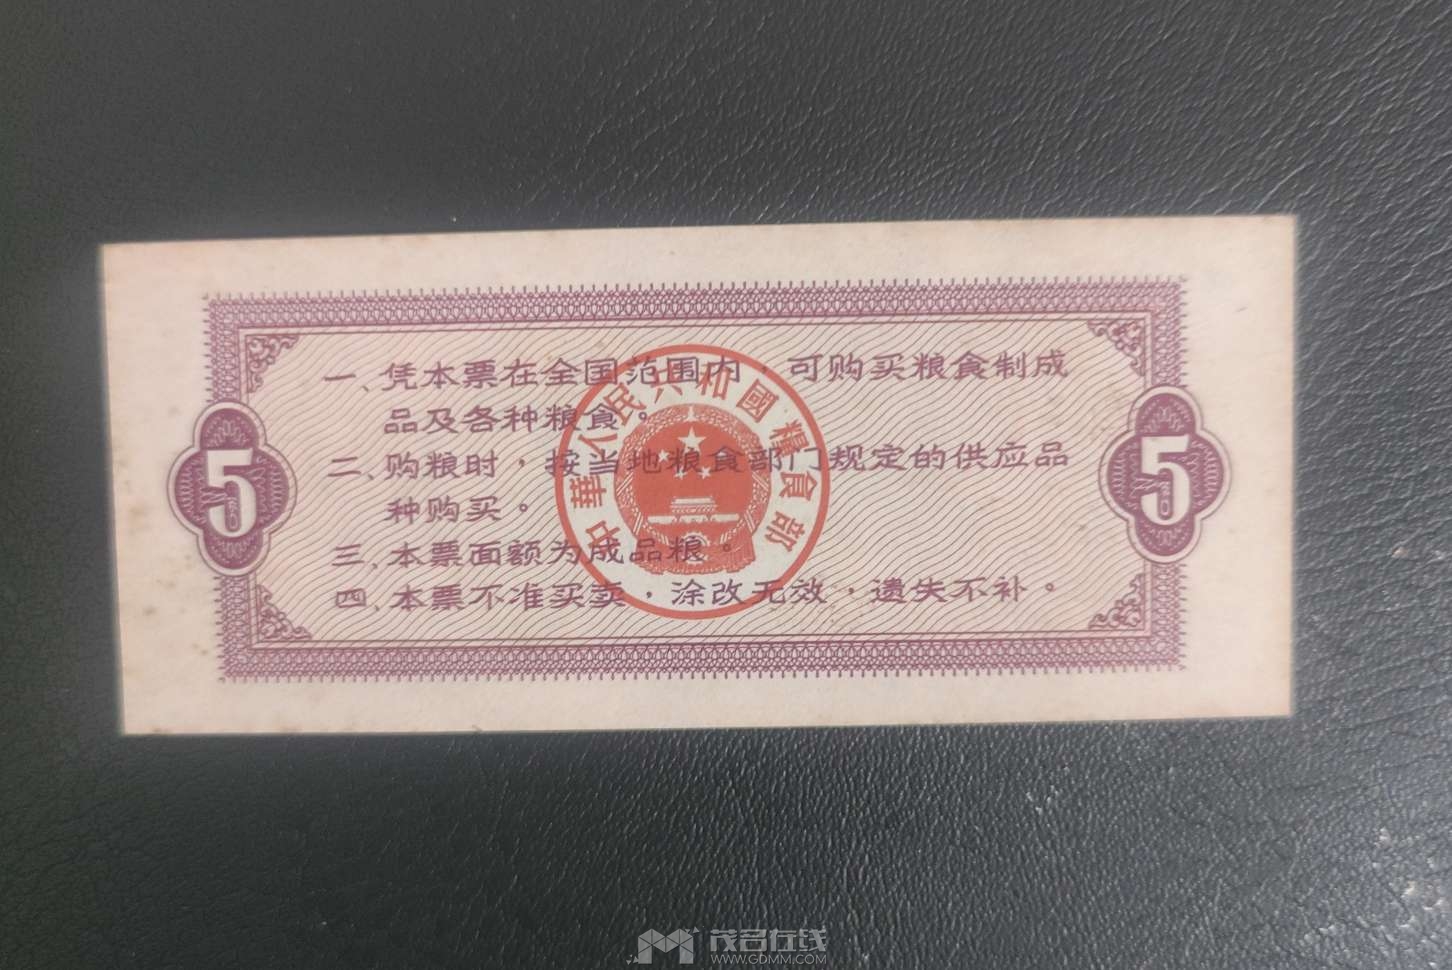 一、凭本票在全国范围内，可购买粮食制成
品及各种粮食。
二、购粮时，按当地粮食部门规定的供应品
种购买。
三、本票面额为成品粮。
四、本票不准买卖，涂改无效，遗失不补。
5
5
中華人民共和國糧食部
茂名在线
WWW.GDMM.COM